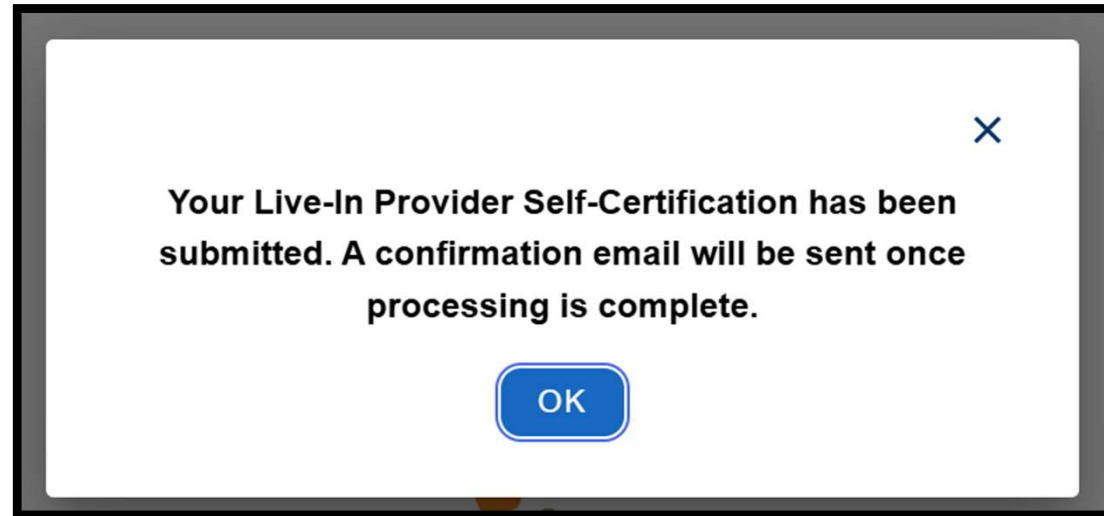 Your Live-In Provider Self-Certification has been
submitted. A confirmation email will be sent once
processing is complete.
OK